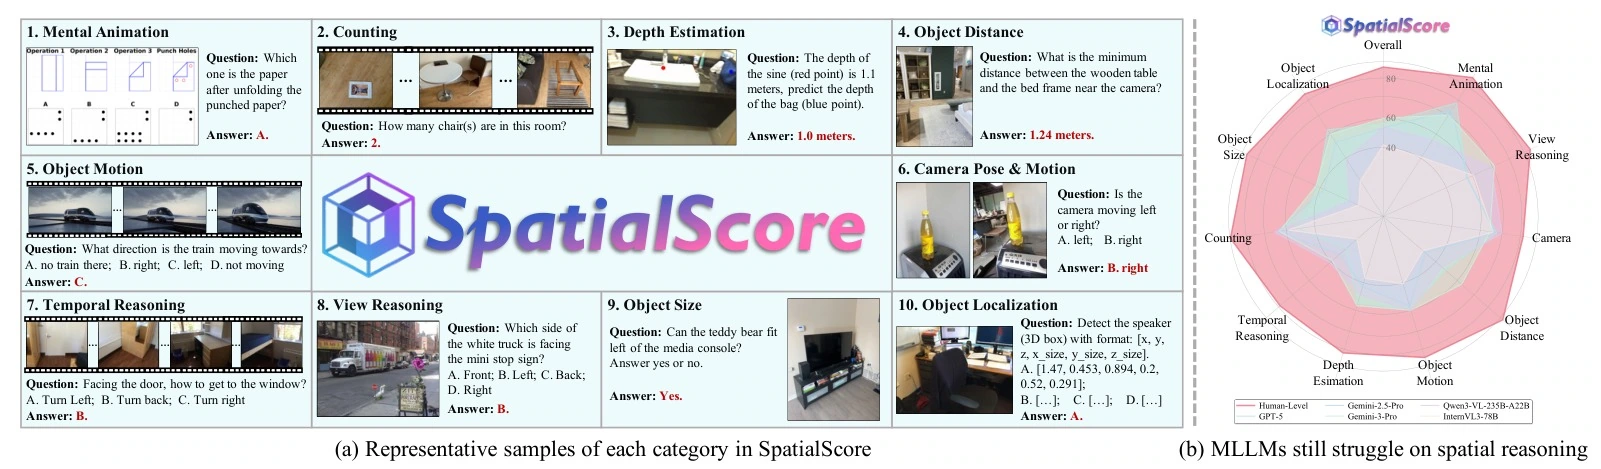 1. Mental Animation
Operation 1 Operation 2 Operation 3 Punch Holes
A B C D
Question: Which
one is the paper
after unfolding the
punched paper?
Answer: A.
2. Counting
... ...
Question: How many chair(s) are in this room?
Answer: 2.
3. Depth Estimation
Question: The depth of
the sine (red point) is 1.1
meters, predict the depth
of the bag (blue point).
Answer: 1.0 meters.
4. Object Distance
Question: What is the minimum
distance between the wooden table
and the bed frame near the camera?
Answer: 1.24 meters.
5. Object Motion
... ...
Question: What direction is the train moving towards?
A. no train there; B. right; C. left; D. not moving
Answer: C.
SpatialScore
6. Camera Pose & Motion
Question: Is the
camera moving left
or right?
A. left; B. right
Answer: B. right
7. Temporal Reasoning
... ... ...
Question: Facing the door, how to get to the window?
A. Turn Left; B. Turn back; C. Turn right
Answer: B.
8. View Reasoning
Question: Which side of
the white truck is facing
the mini stop sign?
A. Front; B. Left; C. Back;
D. Right
Answer: B.
9. Object Size
Question: Can the teddy bear fit
left of the media console?
Answer yes or no.
Answer: Yes.
10. Object Localization
Question: Detect the speaker
(3D box) with format: [x, y,
z, x_size, y_size, z_size].
A. [1.47, 0.453, 0.894, 0.2,
0.52, 0.291];
B. […]; C. […]; D. […]
Answer: A.
(a) Representative samples of each category in SpatialScore
SpatialScore
Overall
Mental
Animation
View
Reasoning
Camera
Object
Distance
Object
Motion
Depth
Esimation
Temporal
Reasoning
Counting
Object
Size
Object
Localization
80
60
40
Human-Level Gemini-2.5-Pro Qwen3-VL-235B-A22B
GPT-5 Gemini-3-Pro InternVL3-78B
(b) MLLMs still struggle on spatial reasoning